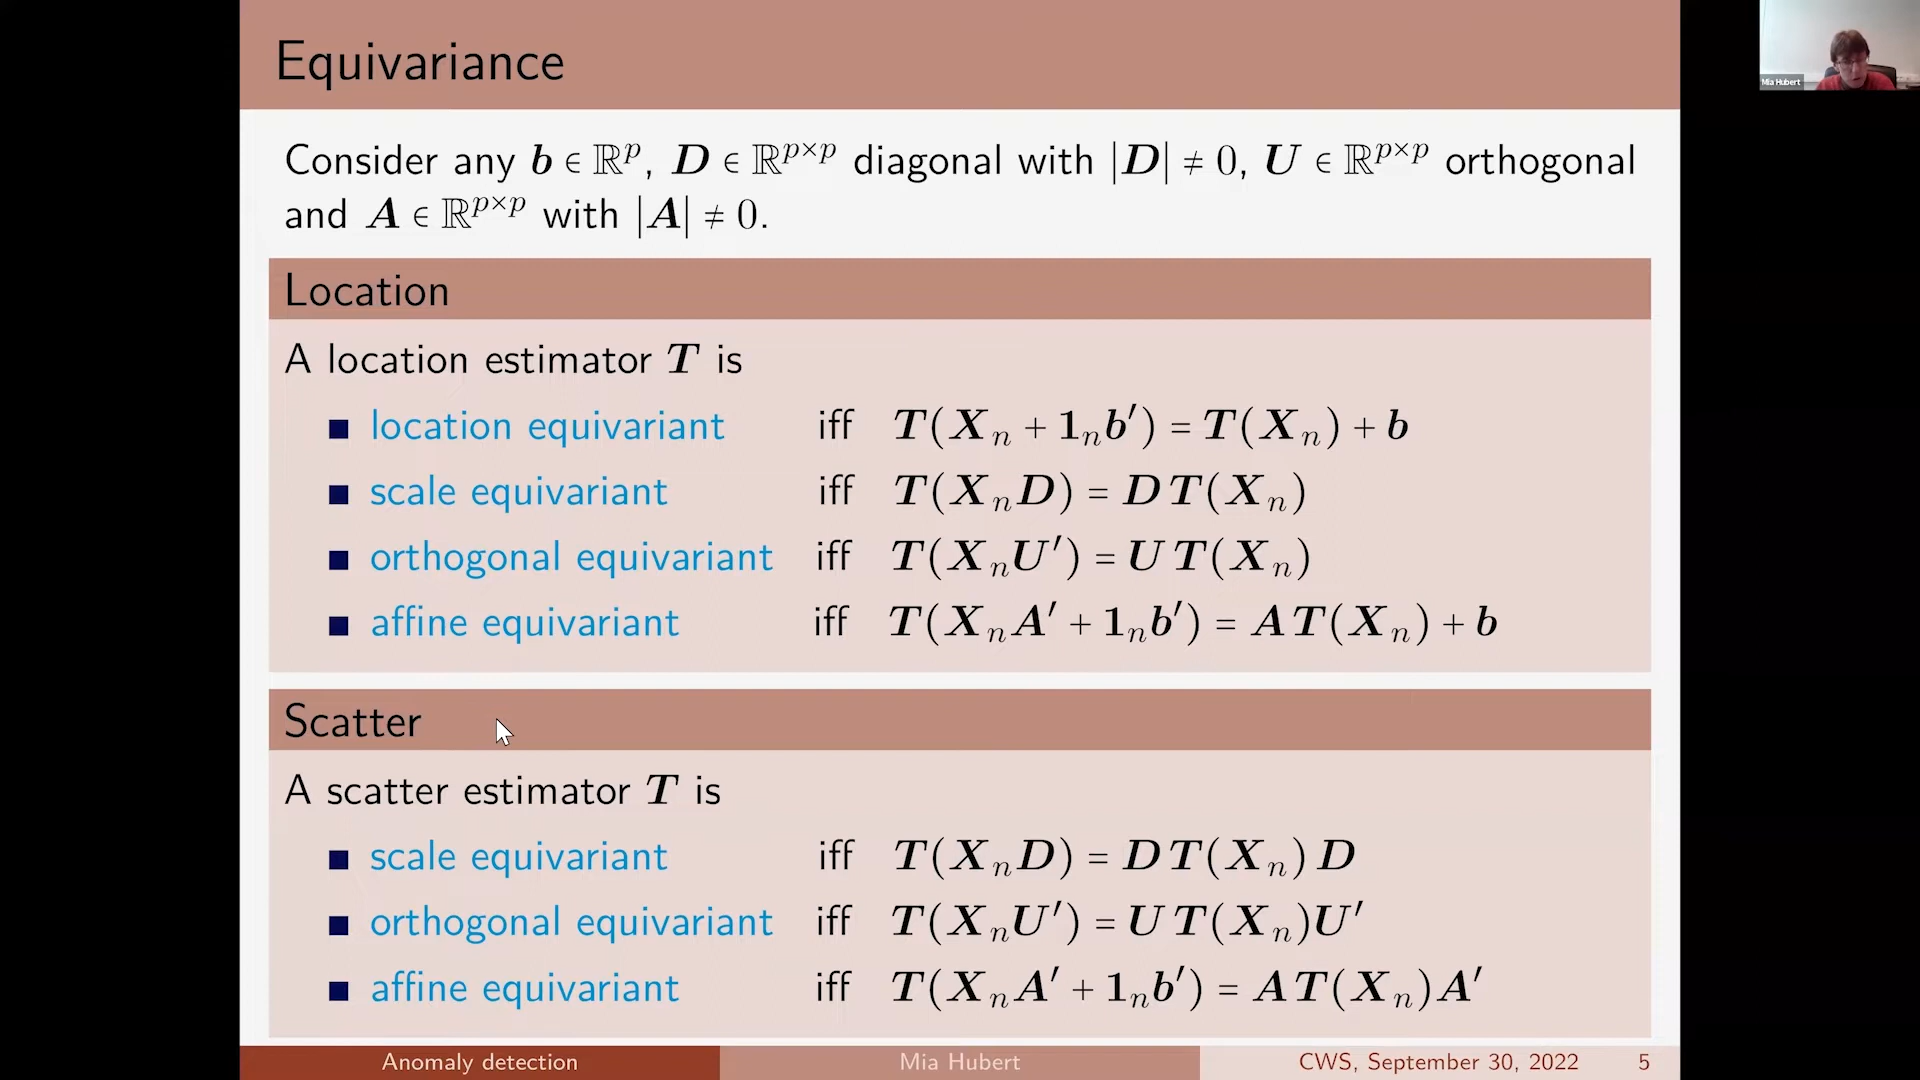 Equivariance
Mia Hubert
Consider any b ∈ ℝ^p, D ∈ ℝ^{p×p} diagonal with |D| ≠ 0, U ∈ ℝ^{p×p} orthogonal
and A ∈ ℝ^{p×p} with |A| ≠ 0.
Location
A location estimator T is
■ location equivariant iff T(X_n + 1_n b′) = T(X_n) + b
■ scale equivariant iff T(X_n D) = D T(X_n)
■ orthogonal equivariant iff T(X_n U′) = U T(X_n)
■ affine equivariant iff T(X_n A′ + 1_n b′) = A T(X_n) + b
Scatter
A scatter estimator T is
■ scale equivariant iff T(X_n D) = D T(X_n) D
■ orthogonal equivariant iff T(X_n U′) = U T(X_n) U′
■ affine equivariant iff T(X_n A′ + 1_n b′) = A T(X_n) A′
Anomaly detection Mia Hubert CWS, September 30, 2022 5